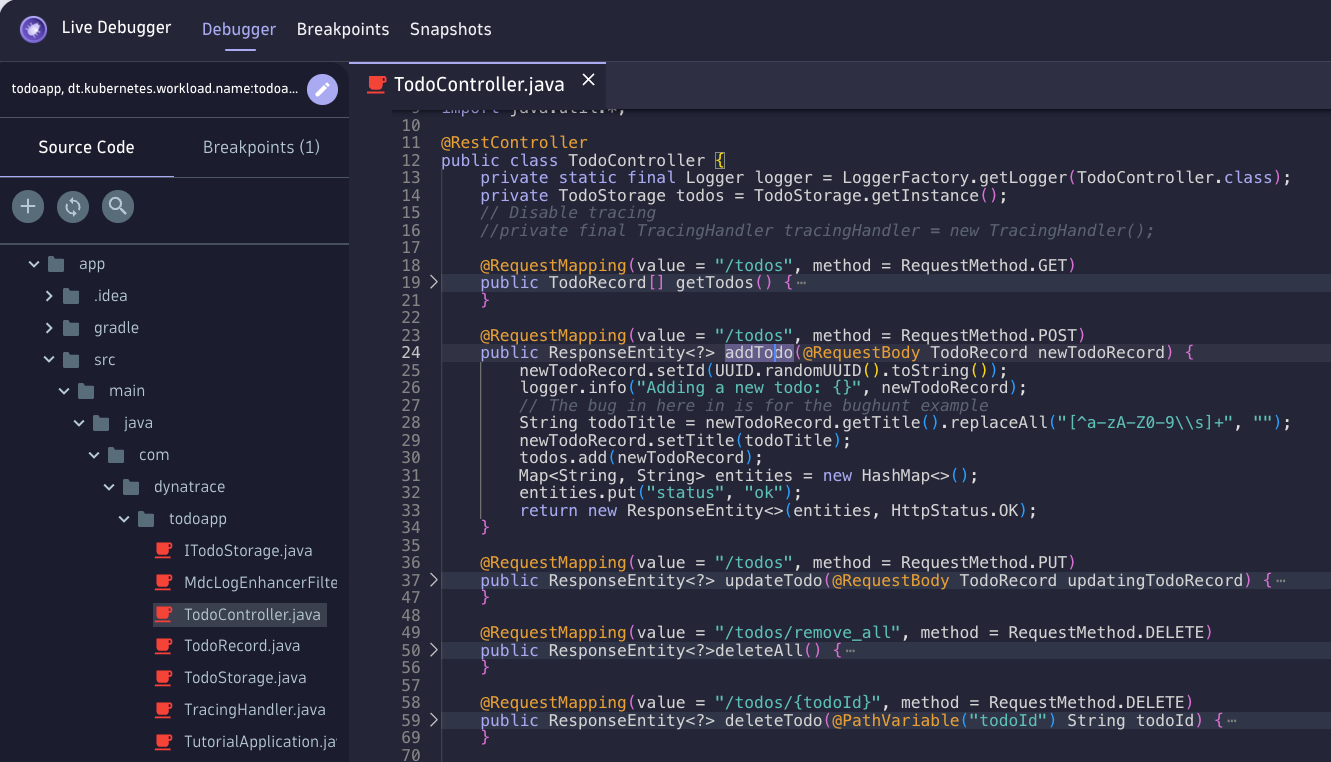 Live Debugger
Debugger
Breakpoints
Snapshots
todoapp, dt.kubernetes.workload.name:todoa...
Source Code
Breakpoints (1)
app
.idea
gradle
src
main
java
com
dynatrace
todoapp
ITodoStorage.java
MdcLogEnhancerFilte
TodoController.java
TodoRecord.java
TodoStorage.java
TracingHandler.java
TutorialApplication.ja
TodoController.java
9 import java.util.*;
10
11 @RestController
12 public class TodoController {
13     private static final Logger logger = LoggerFactory.getLogger(TodoController.class);
14     private TodoStorage todos = TodoStorage.getInstance();
15     // Disable tracing
16     //private final TracingHandler tracingHandler = new TracingHandler();
17
18     @RequestMapping(value = "/todos", method = RequestMethod.GET)
19     public TodoRecord[] getTodos() {⋯
21     }
22
23     @RequestMapping(value = "/todos", method = RequestMethod.POST)
24     public ResponseEntity<?> addTodo(@RequestBody TodoRecord newTodoRecord) {
25         newTodoRecord.setId(UUID.randomUUID().toString());
26         logger.info("Adding a new todo: {}", newTodoRecord);
27         // The bug in here in is for the bughunt example
28         String todoTitle = newTodoRecord.getTitle().replaceAll("[^a-zA-Z0-9\\s]+", "");
29         newTodoRecord.setTitle(todoTitle);
30         todos.add(newTodoRecord);
31         Map<String, String> entities = new HashMap<>();
32         entities.put("status", "ok");
33         return new ResponseEntity<>(entities, HttpStatus.OK);
34     }
35
36     @RequestMapping(value = "/todos", method = RequestMethod.PUT)
37     public ResponseEntity<?> updateTodo(@RequestBody TodoRecord updatingTodoRecord) {⋯
47     }
48
49     @RequestMapping(value = "/todos/remove_all", method = RequestMethod.DELETE)
50     public ResponseEntity<?>deleteAll() {⋯
56     }
57
58     @RequestMapping(value = "/todos/{todoId}", method = RequestMethod.DELETE)
59     public ResponseEntity<?> deleteTodo(@PathVariable("todoId") String todoId) {⋯
69     }
70